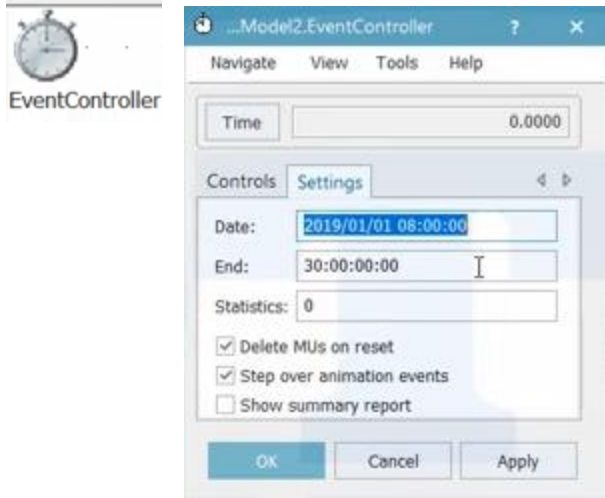 EventController
...Model2.EventController ? ×
Navigate View Tools Help
Time 0.0000
Controls Settings
Date: 2019/01/01 08:00:00
End: 30:00:00:00
Statistics: 0
Delete MUs on reset
Step over animation events
Show summary report
OK Cancel Apply